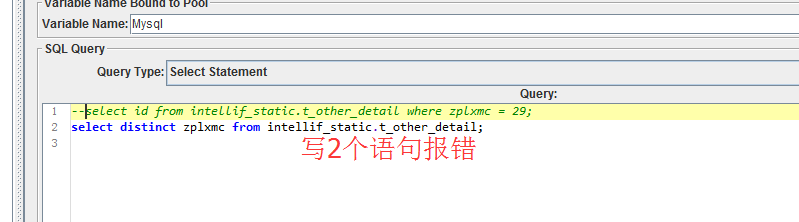 Variable Name Bound to Pool
Variable Name: Mysql
SQL Query
Query Type: Select Statement
Query:
1 --select id from intellif_static.t_other_detail where zplxmc = 29;
2 select distinct zplxmc from intellif_static.t_other_detail;
3
写2个语句报错